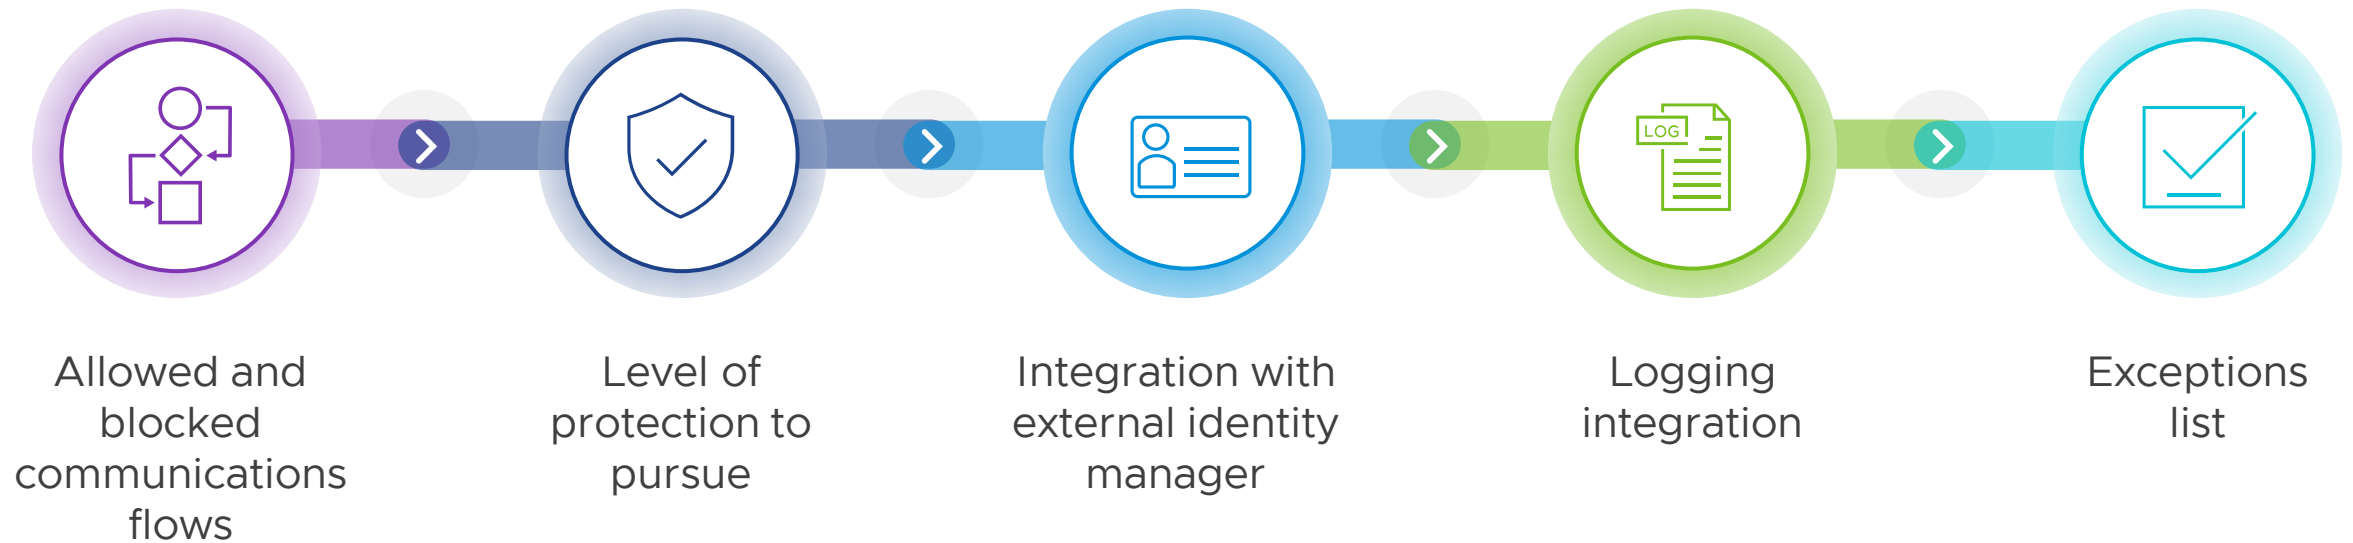 LOG
Allowed and
blocked
communications
flows
Level of
protection to
pursue
Integration with
external identity
manager
Logging
integration
Exceptions
list